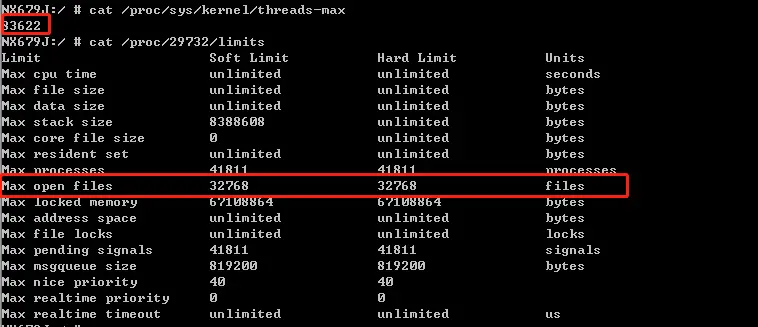 NX679J:/ # cat /proc/sys/kernel/threads-max
83622
NX679J:/ # cat /proc/29732/limits
Limit                     Soft Limit           Hard Limit           Units
Max cpu time              unlimited            unlimited            seconds
Max file size             unlimited            unlimited            bytes
Max data size             unlimited            unlimited            bytes
Max stack size            8388608              unlimited            bytes
Max core file size        0                    unlimited            bytes
Max resident set          unlimited            unlimited            bytes
Max processes             41811                41811                processes
Max open files            32768                32768                files
Max locked memory         67108864             67108864             bytes
Max address space         unlimited            unlimited            bytes
Max file locks            unlimited            unlimited            locks
Max pending signals       41811                41811                signals
Max msgqueue size         819200               819200               bytes
Max nice priority         40                   40
Max realtime priority     0                    0
Max realtime timeout      unlimited            unlimited            us